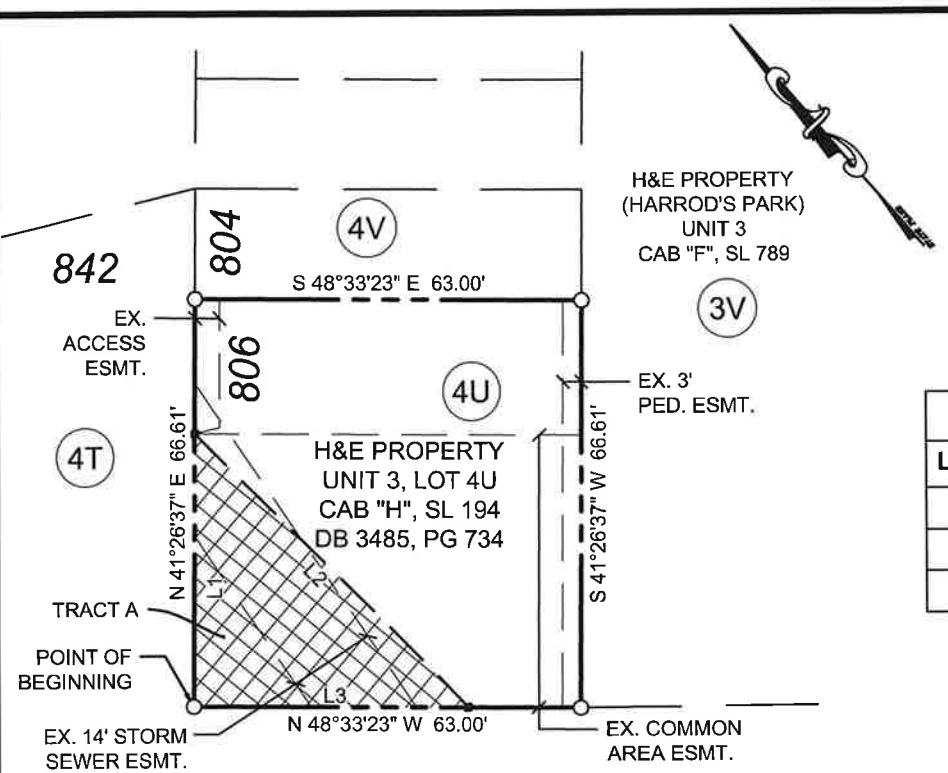 H&E PROPERTY
(HARROD'S PARK)
UNIT 3
CAB "F", SL 789
3V
4V
804
842
S 48°33'23" E 63.00'
EX.
ACCESS
ESMT.
806
4U
EX. 3'
PED. ESMT.
4T
N 41°26'37" E 66.61'
H&E PROPERTY
UNIT 3, LOT 4U
CAB "H", SL 194
DB 3485, PG 734
S 41°26'37" W 66.61'
L
L1
L2
TRACT A
POINT OF
BEGINNING
L3
N 48°33'23" W 63.00'
EX. 14' STORM
SEWER ESMT.
EX. COMMON
AREA ESMT.